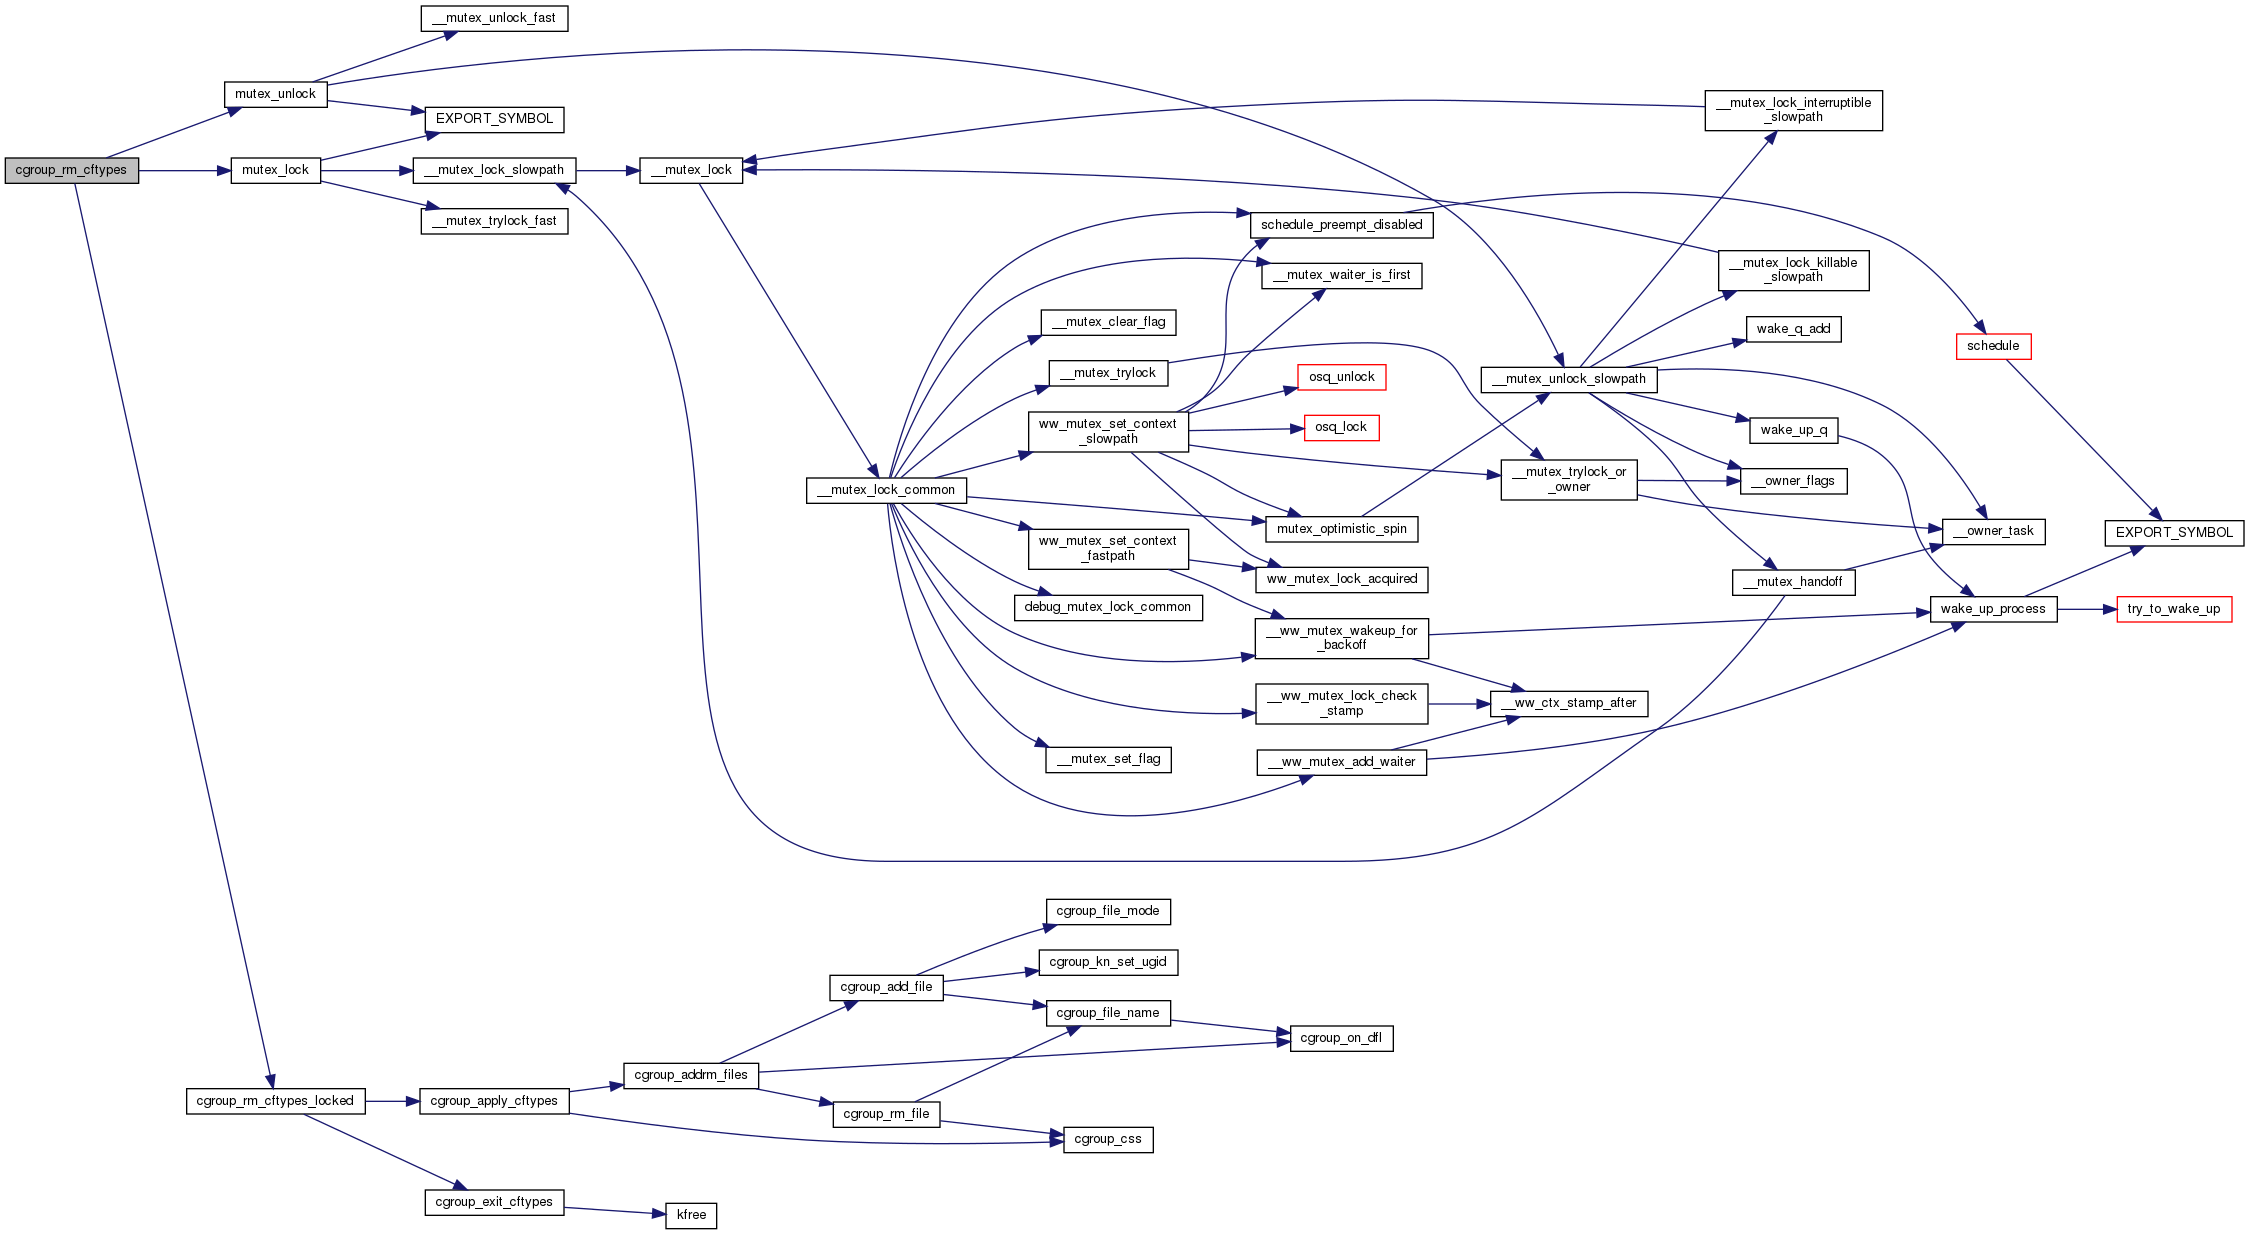 __mutex_unlock_fast
mutex_unlock
EXPORT_SYMBOL
__mutex_lock_interruptible
_slowpath
cgroup_rm_cftypes
mutex_lock
__mutex_lock_slowpath
__mutex_lock
__mutex_trylock_fast
schedule_preempt_disabled
__mutex_waiter_is_first
__mutex_lock_killable
_slowpath
__mutex_clear_flag
wake_q_add
schedule
__mutex_trylock
osq_unlock
__mutex_unlock_slowpath
ww_mutex_set_context
_slowpath
osq_lock
wake_up_q
__mutex_lock_common
__mutex_trylock_or
_owner
__owner_flags
mutex_optimistic_spin
__owner_task
EXPORT_SYMBOL
ww_mutex_set_context
_fastpath
ww_mutex_lock_acquired
__mutex_handoff
debug_mutex_lock_common
wake_up_process
try_to_wake_up
__ww_mutex_wakeup_for
_backoff
__ww_mutex_lock_check
_stamp
__ww_ctx_stamp_after
__mutex_set_flag
__ww_mutex_add_waiter
cgroup_file_mode
cgroup_kn_set_ugid
cgroup_add_file
cgroup_file_name
cgroup_on_dfl
cgroup_addrm_files
cgroup_rm_cftypes_locked
cgroup_apply_cftypes
cgroup_rm_file
cgroup_css
cgroup_exit_cftypes
kfree